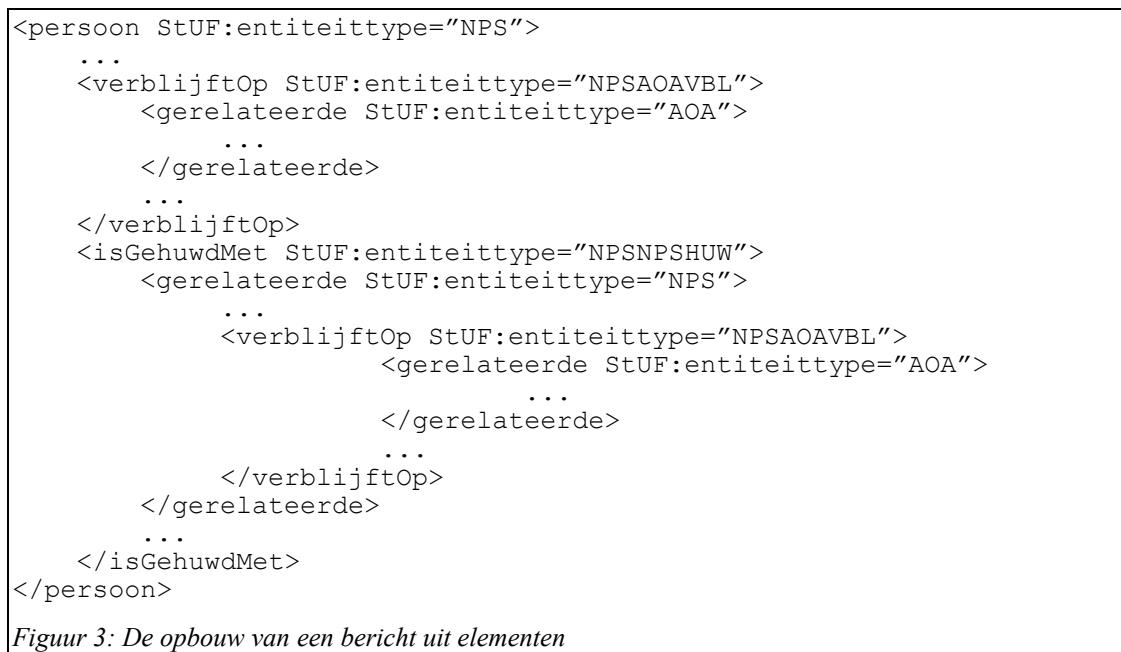 <persoon StUF:entiteittype=”NPS”>
...
<verblijftOp StUF:entiteittype=”NPSAOAVBL”>
<gerelateerde StUF:entiteittype=”AOA”>
...
</gerelateerde>
...
</verblijftOp>
<isGehuwdMet StUF:entiteittype=”NPSNPSHUW”>
<gerelateerde StUF:entiteittype=”NPS”>
...
<verblijftOp StUF:entiteittype=”NPSAOAVBL”>
<gerelateerde StUF:entiteittype=”AOA”>
...
</gerelateerde>
...
</verblijftOp>
</gerelateerde>
...
</isGehuwdMet>
</persoon>
Figuur 3: De opbouw van een bericht uit elementen